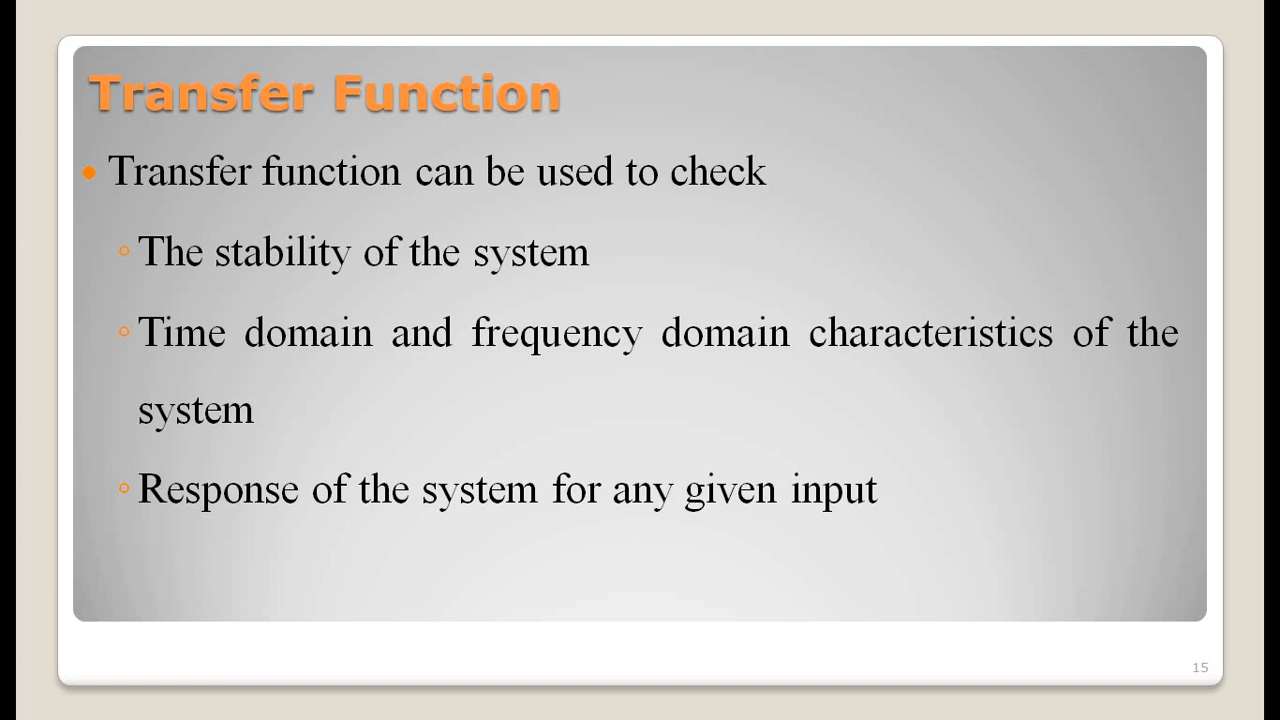 Transfer Function
• Transfer function can be used to check
◦ The stability of the system
◦ Time domain and frequency domain characteristics of the
system
◦ Response of the system for any given input
15